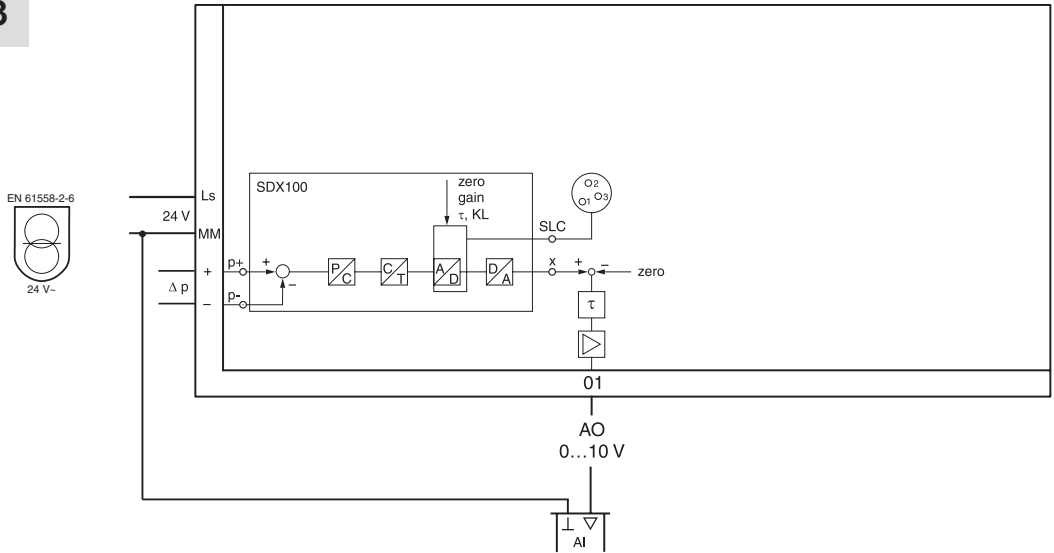 3
EN 61558-2-6
24 V~
Ls
24 V
MM
+
Δ p
−
p+
p-
SDX100
+
−
P
C
C
T
A
D
D
A
zero
gain
τ, KL
SLC
2
1
3
x
+
−
zero
τ
01
AO
0…10 V
AI